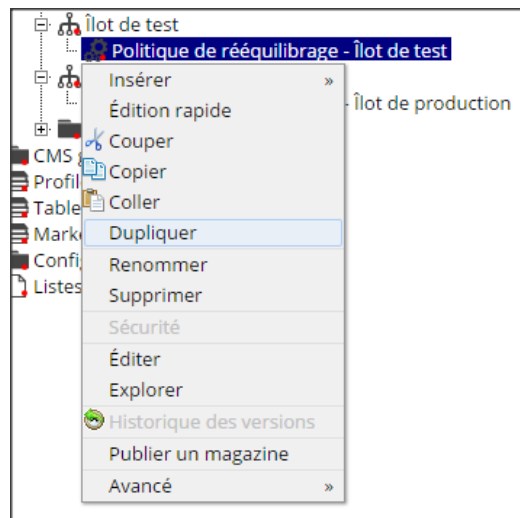 Îlot de test
Politique de rééquilibrage - Îlot de test
Insérer »
- Îlot de production
Édition rapide
Couper
CMS
Copier
Profil
Coller
Table
Dupliquer
Mark
Renommer
Config
Supprimer
Listes
Sécurité
Éditer
Explorer
Historique des versions
Publier un magazine
Avancé »